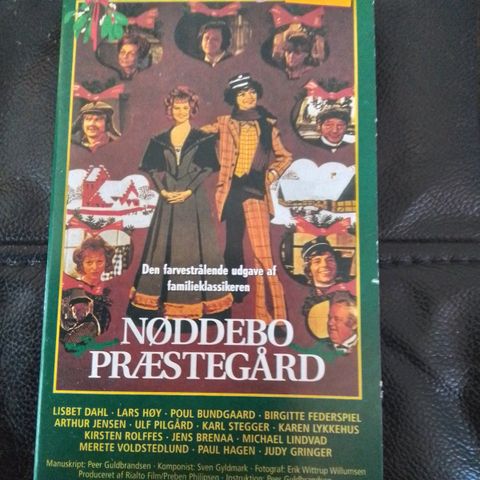 Den farvestrålende udgave af
familieklassikeren
NØDDEBO
PRÆSTEGÅRD
LISBET DAHL · LARS HØY · POUL BUNDGAARD · BIRGITTE FEDERSPIEL
ARTHUR JENSEN · ULF PILGÅRD · KARL STEGGER · KAREN LYKKEHUS
KIRSTEN ROLFFES · JENS BRENAA · MICHAEL LINDVAD
MERETE VOLDSTEDLUND · PAUL HAGEN · JUDY GRINGER
Manuskript: Peer Guldbrandsen · Komponist: Sven Gyldmark · Fotograf: Erik Wittrup Willumsen
Produceret af Rialto Film/Preben Philipsen · Instruktion: Peer